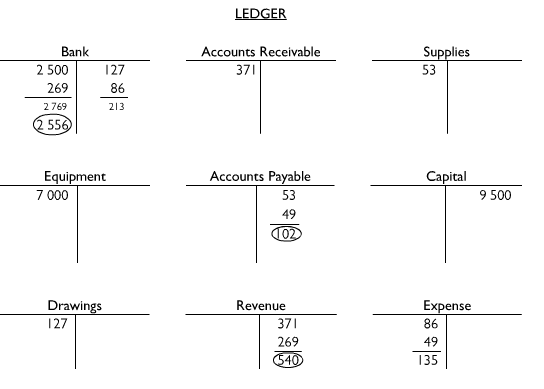 LEDGER
Bank
2 500 127
269 86
2 769 213
2 556
Accounts Receivable
371
Supplies
53
Equipment
7 000
Accounts Payable
53
49
102
Capital
9 500
Drawings
127
Revenue
371
269
540
Expense
86
49
135